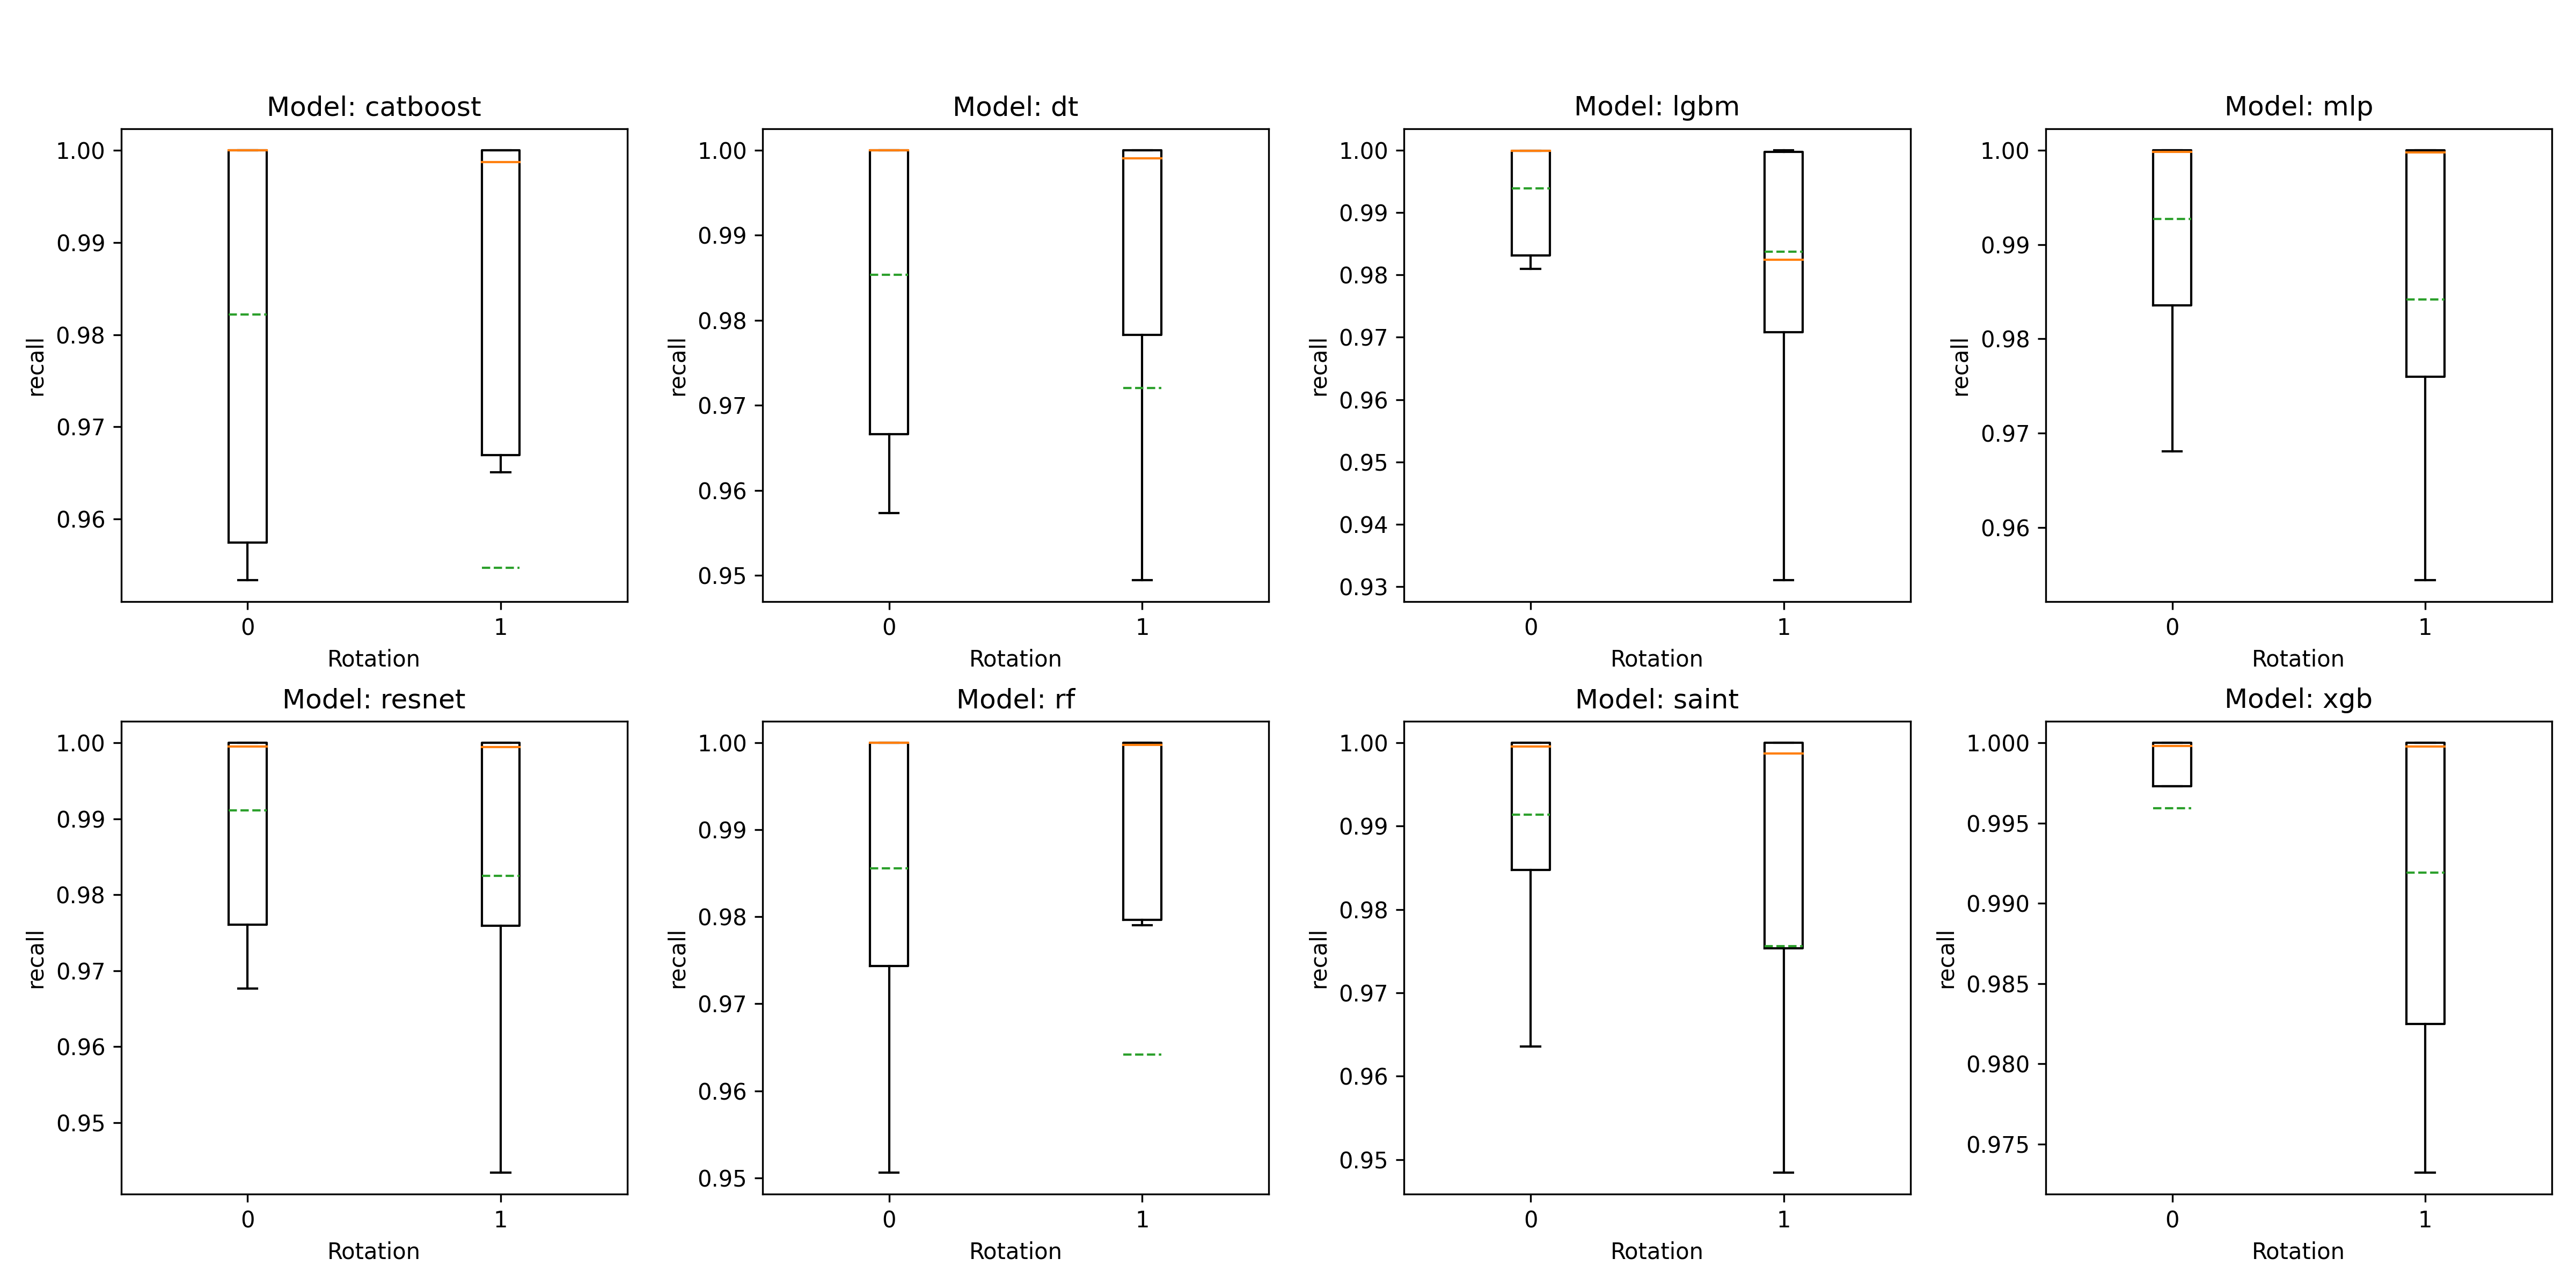 Model: catboost
1.00
0.99
0.98
0.97
0.96
recall
0
1
Rotation
Model: dt
1.00
0.99
0.98
0.97
0.96
0.95
recall
0
1
Rotation
Model: lgbm
1.00
0.99
0.98
0.97
0.96
0.95
0.94
0.93
recall
0
1
Rotation
Model: mlp
1.00
0.99
0.98
0.97
0.96
recall
0
1
Rotation
Model: resnet
1.00
0.99
0.98
0.97
0.96
0.95
recall
0
1
Rotation
Model: rf
1.00
0.99
0.98
0.97
0.96
0.95
recall
0
1
Rotation
Model: saint
1.00
0.99
0.98
0.97
0.96
0.95
recall
0
1
Rotation
Model: xgb
1.000
0.995
0.990
0.985
0.980
0.975
recall
0
1
Rotation